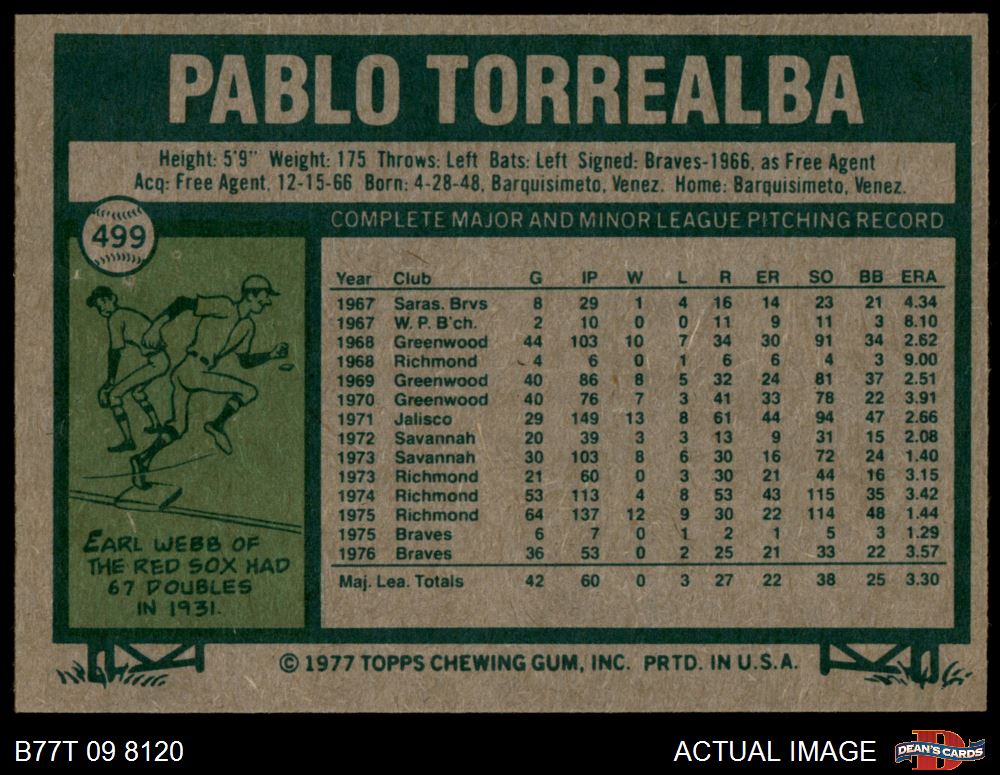 PABLO TORREALBA
Height: 5'9" Weight: 175 Throws: Left Bats: Left Signed: Braves-1966, as Free Agent
Acq: Free Agent, 12-15-66 Born: 4-28-48, Barquisimeto, Venez. Home: Barquisimeto, Venez.
499
COMPLETE MAJOR AND MINOR LEAGUE PITCHING RECORD
Year Club G IP W L R ER SO BB ERA
1967 Saras. Brvs 8 29 1 4 16 14 23 21 4.34
1967 W. P. B'ch. 2 10 0 0 11 9 11 3 8.10
1968 Greenwood 44 103 10 7 34 30 91 34 2.62
1968 Richmond 4 6 0 1 6 6 4 3 9.00
1969 Greenwood 40 86 8 5 32 24 81 37 2.51
1970 Greenwood 40 76 7 3 41 33 78 22 3.91
1971 Jalisco 29 149 13 8 61 44 94 47 2.66
1972 Savannah 20 39 3 3 13 9 31 15 2.08
1973 Savannah 30 103 8 6 30 16 72 24 1.40
1973 Richmond 21 60 0 3 30 21 44 16 3.15
1974 Richmond 53 113 4 8 53 43 115 35 3.42
1975 Richmond 64 137 12 9 30 22 114 48 1.44
1975 Braves 6 7 0 1 2 1 5 3 1.29
1976 Braves 36 53 0 2 25 21 33 22 3.57
Maj. Lea. Totals 42 60 0 3 27 22 38 25 3.30
EARL WEBB OF
THE RED SOX HAD
67 DOUBLES
IN 1931.
© 1977 TOPPS CHEWING GUM, INC. PRTD. IN U.S.A.
B77T 09 8120
ACTUAL IMAGE
DEAN'S CARDS